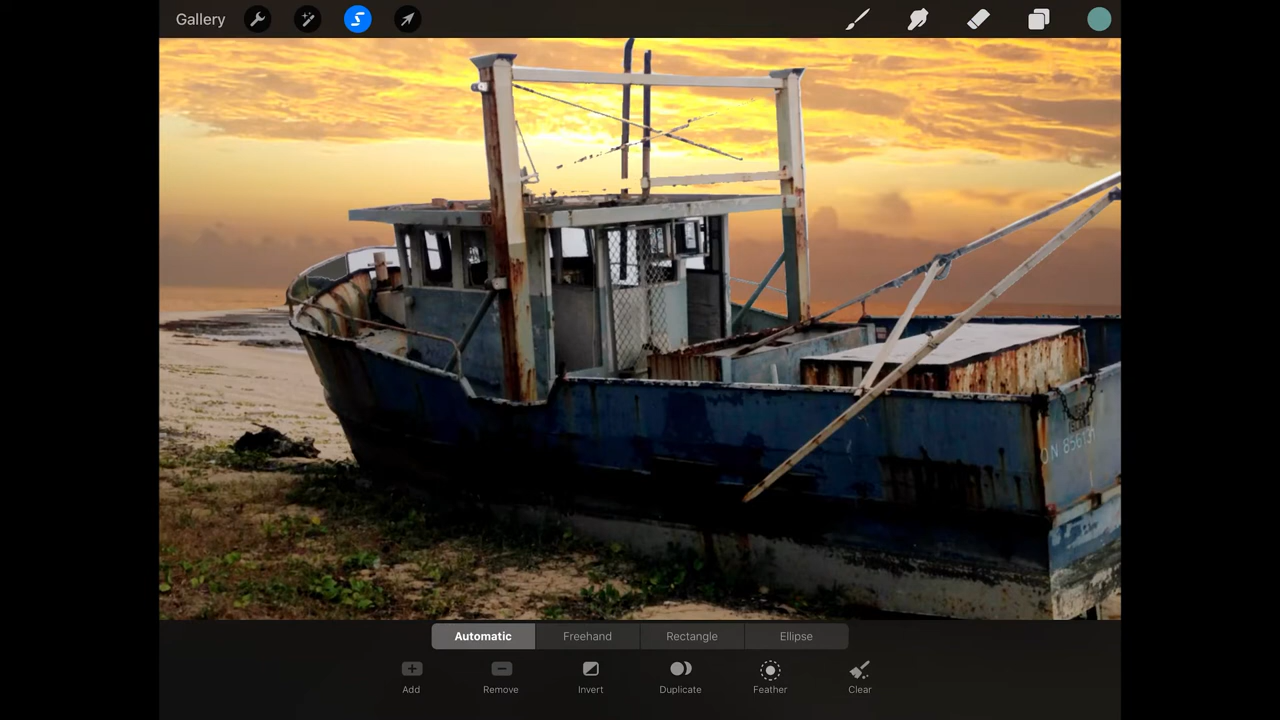 Gallery
Automatic
Freehand
Rectangle
Ellipse
Add
Remove
Invert
Duplicate
Feather
Clear